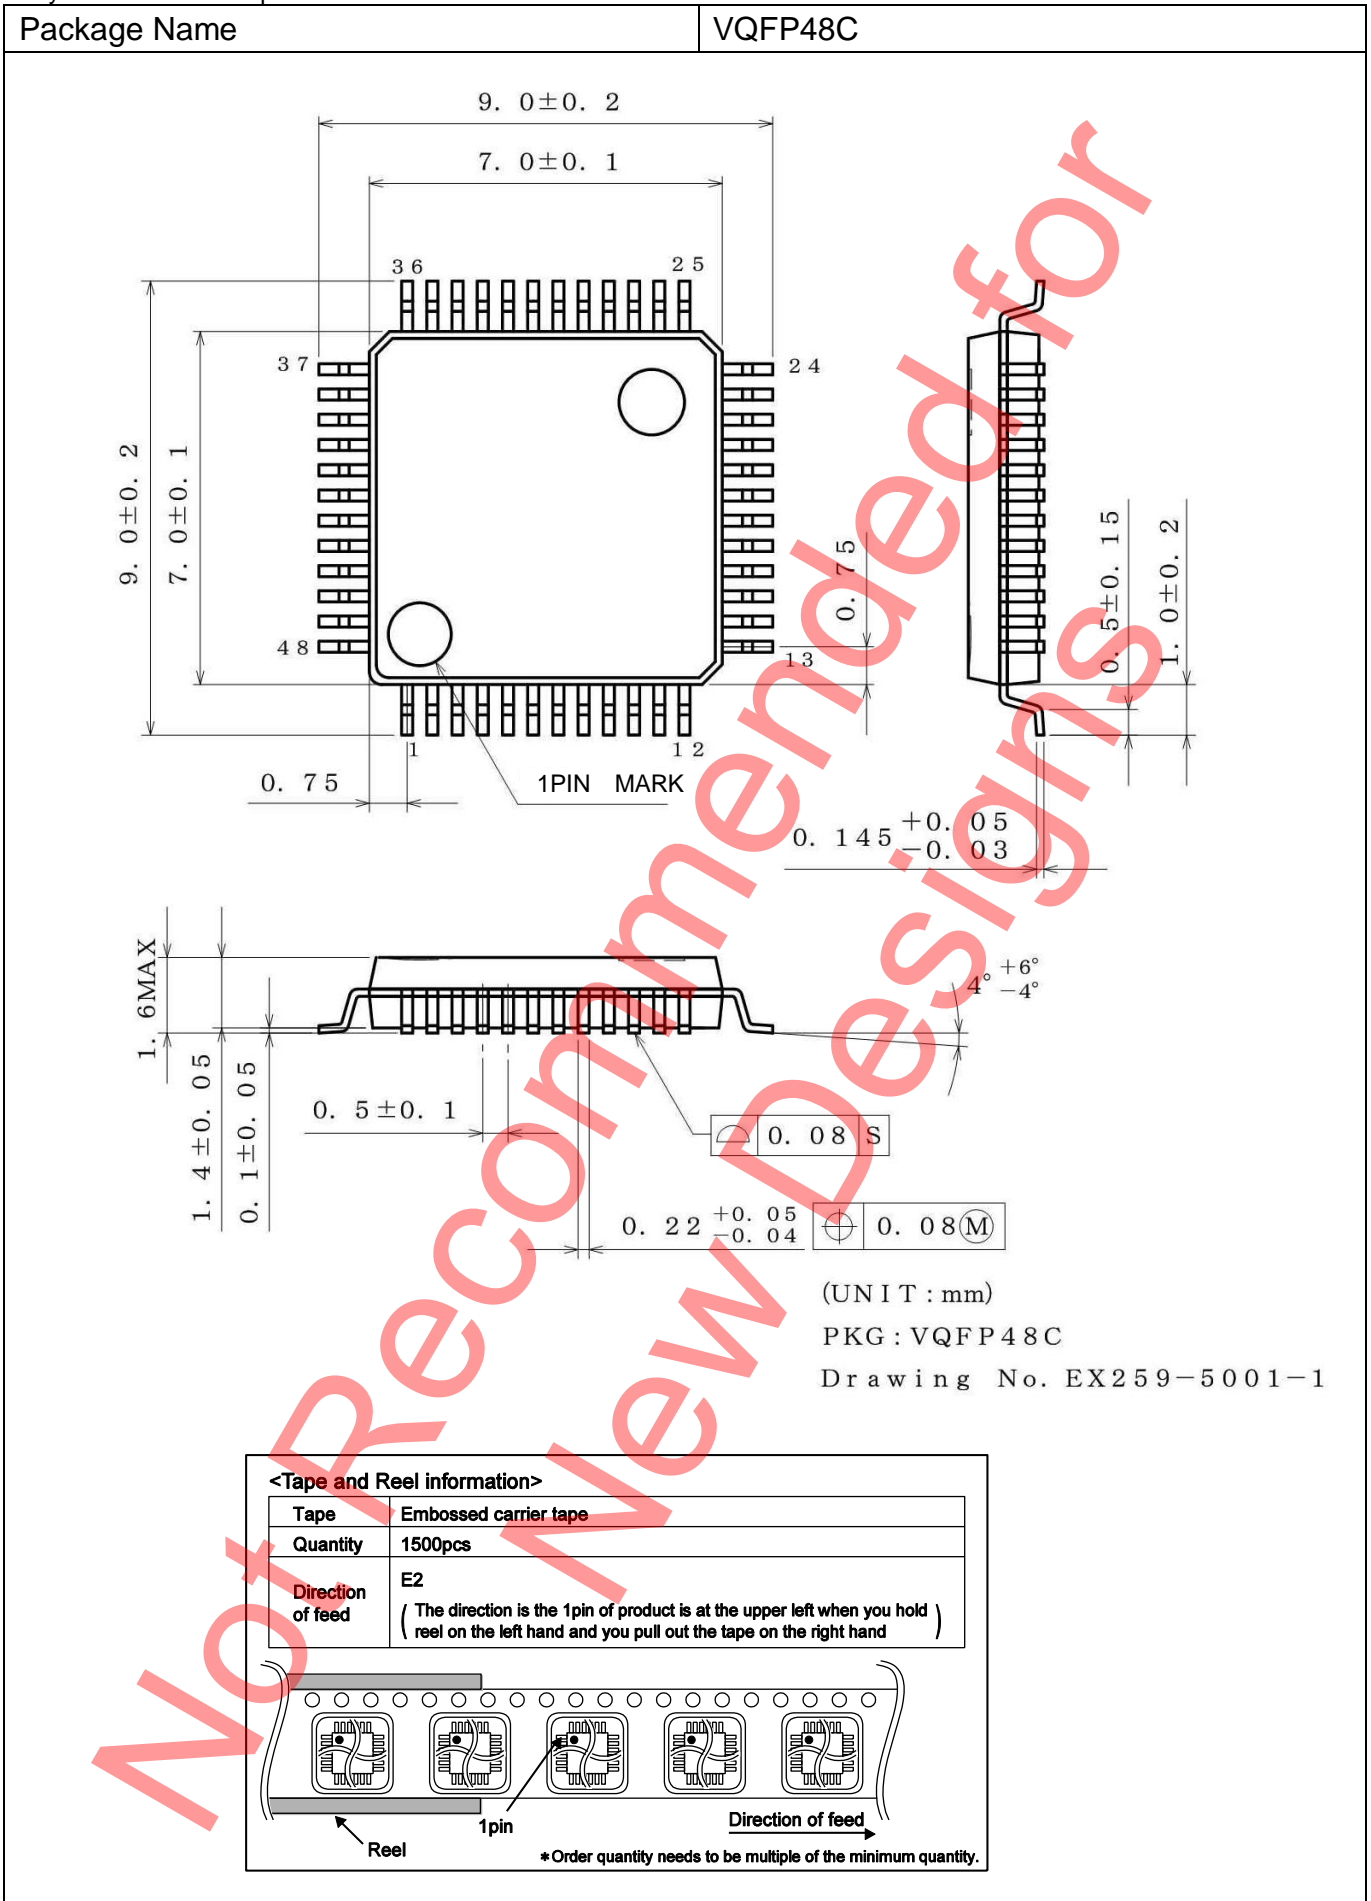 Package Name
VQFP48C
9. 0±0. 2
7. 0±0. 1
36
25
37
24
9. 0±0. 2
7. 0±0. 1
0. 75
0. 5±0. 15
1. 0±0. 2
48
13
1
12
0. 75
1PIN MARK
0. 145 +0. 05
−0. 03
1. 6MAX
1. 4±0. 05
0. 1±0. 05
4° +6°
−4°
0. 5±0. 1
0. 08 S
0. 22 +0. 05
−0. 04
0. 08Ⓜ
(UNIT:mm)
PKG:VQFP48C
Drawing No. EX259−5001−1
<Tape and Reel information>
Tape Embossed carrier tape
Quantity 1500pcs
Direction of feed
E2
( The direction is the 1pin of product is at the upper left when you hold
reel on the left hand and you pull out the tape on the right hand )
1pin
Reel
Direction of feed
*Order quantity needs to be multiple of the minimum quantity.
Not Recommended for
New Designs